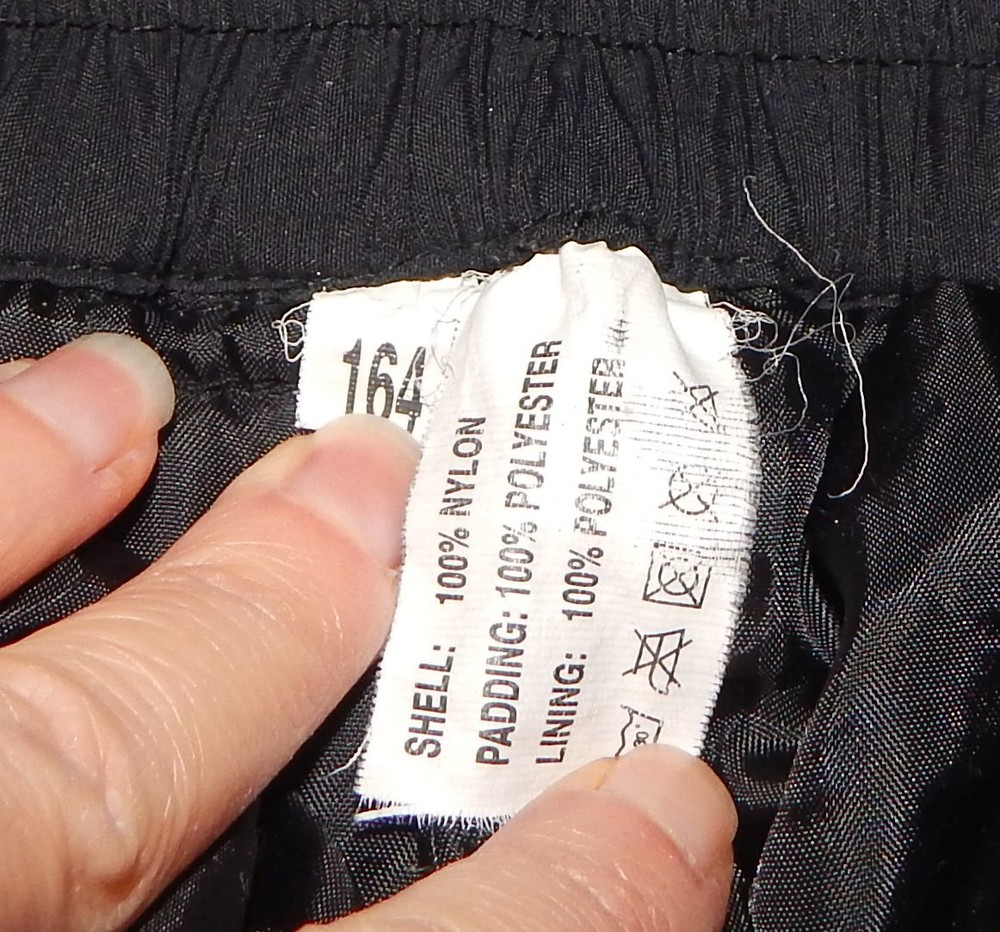 164
SHELL: 100% NYLON
PADDING: 100% POLYESTER
LINING: 100% POLYESTER